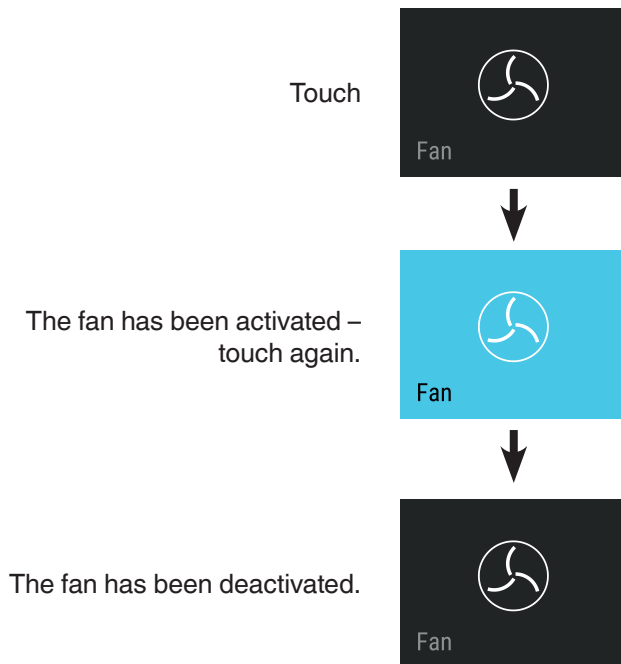 Touch
Fan
The fan has been activated –
touch again.
Fan
The fan has been deactivated.
Fan